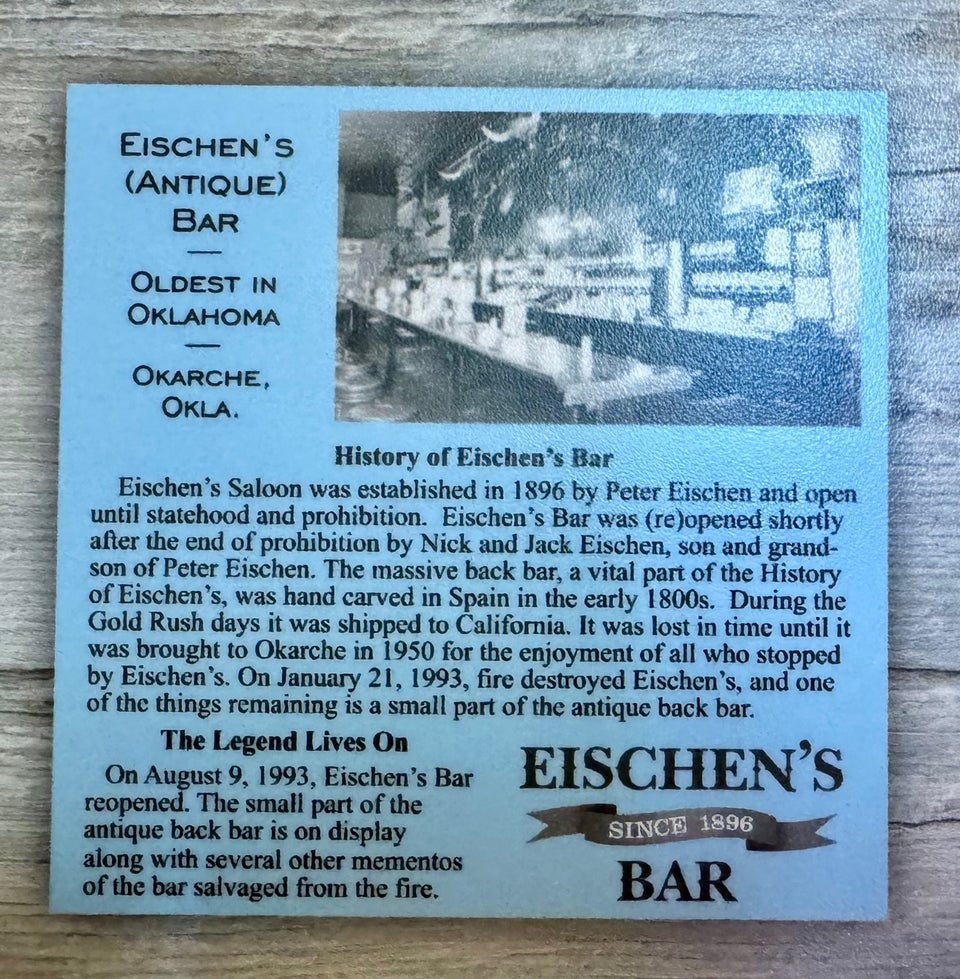 EISCHEN'S
(ANTIQUE)
BAR
—
OLDEST IN
OKLAHOMA
—
OKARCHE,
OKLA.
History of Eischen's Bar
Eischen's Saloon was established in 1896 by Peter Eischen and open
until statehood and prohibition. Eischen's Bar was (re)opened shortly
after the end of prohibition by Nick and Jack Eischen, son and grand-
son of Peter Eischen. The massive back bar, a vital part of the History
of Eischen's, was hand carved in Spain in the early 1800s. During the
Gold Rush days it was shipped to California. It was lost in time until it
was brought to Okarche in 1950 for the enjoyment of all who stopped
by Eischen's. On January 21, 1993, fire destroyed Eischen's, and one
of the things remaining is a small part of the antique back bar.
The Legend Lives On
On August 9, 1993, Eischen's Bar
reopened. The small part of the
antique back bar is on display
along with several other mementos
of the bar salvaged from the fire.
EISCHEN'S
SINCE 1896
BAR